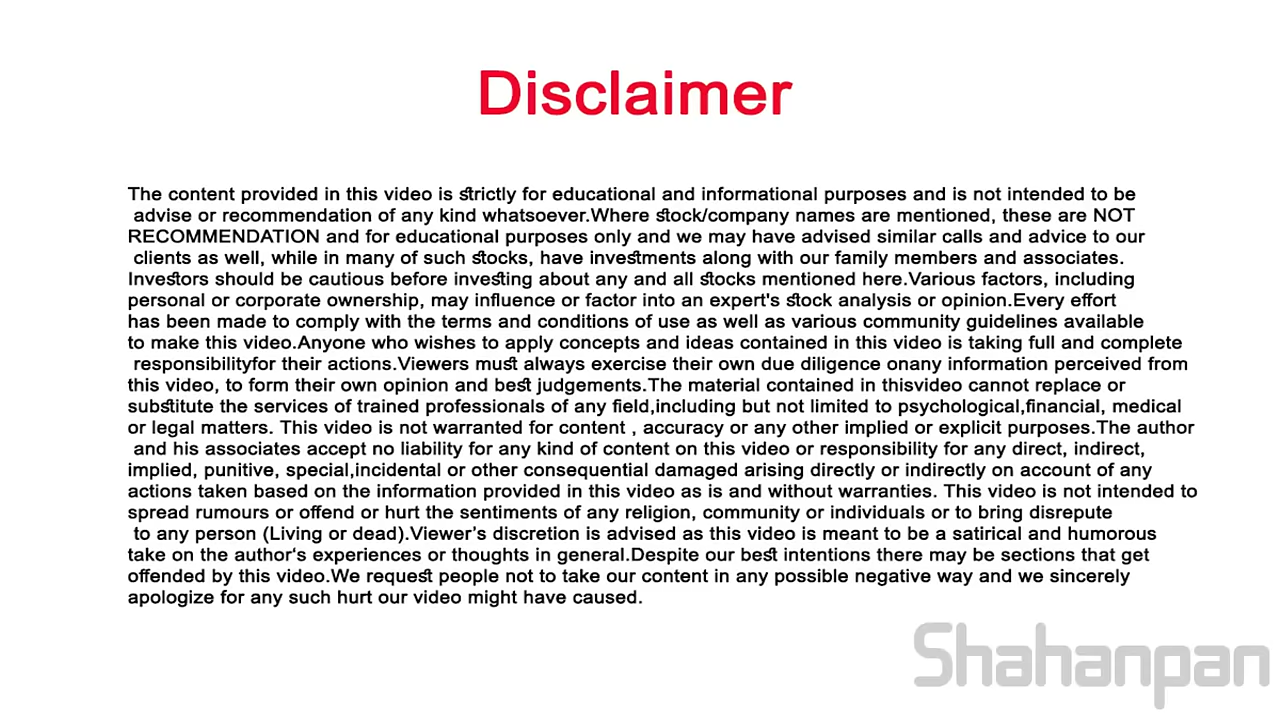 Disclaimer
The content provided in this video is strictly for educational and informational purposes and is not intended to be
advise or recommendation of any kind whatsoever.Where stock/company names are mentioned, these are NOT
RECOMMENDATION and for educational purposes only and we may have advised similar calls and advice to our
clients as well, while in many of such stocks, have investments along with our family members and associates.
Investors should be cautious before investing about any and all stocks mentioned here.Various factors, including
personal or corporate ownership, may influence or factor into an expert's stock analysis or opinion.Every effort
has been made to comply with the terms and conditions of use as well as various community guidelines available
to make this video.Anyone who wishes to apply concepts and ideas contained in this video is taking full and complete
responsibilityfor their actions.Viewers must always exercise their own due diligence onany information perceived from
this video, to form their own opinion and best judgements.The material contained in thisvideo cannot replace or
substitute the services of trained professionals of any field,including but not limited to psychological,financial, medical
or legal matters. This video is not warranted for content , accuracy or any other implied or explicit purposes.The author
and his associates accept no liability for any kind of content on this video or responsibility for any direct, indirect,
implied, punitive, special,incidental or other consequential damaged arising directly or indirectly on account of any
actions taken based on the information provided in this video as is and without warranties. This video is not intended to
spread rumours or offend or hurt the sentiments of any religion, community or individuals or to bring disrepute
to any person (Living or dead).Viewer’s discretion is advised as this video is meant to be a satirical and humorous
take on the author‘s experiences or thoughts in general.Despite our best intentions there may be sections that get
offended by this video.We request people not to take our content in any possible negative way and we sincerely
apologize for any such hurt our video might have caused.
Shahanpan